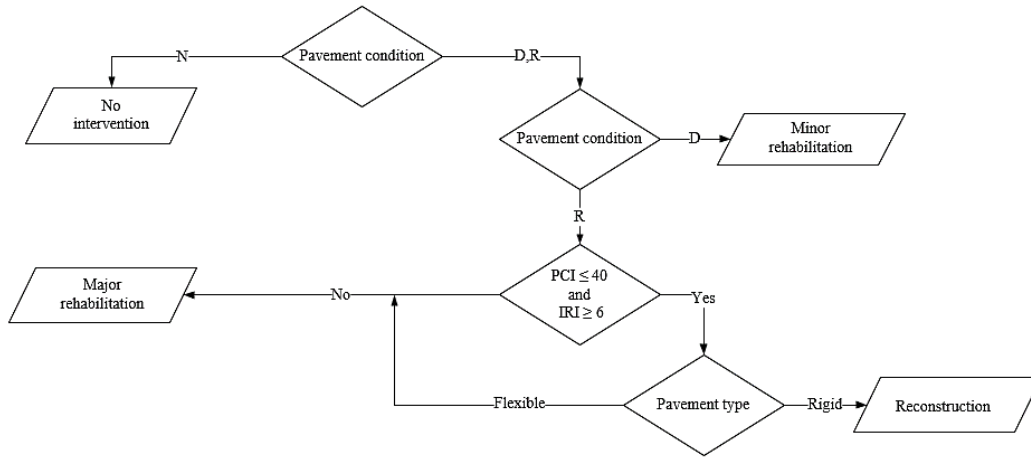 Pavement condition
N
D,R
No
intervention
Pavement condition
D
Minor
rehabilitation
R
PCI ≤ 40
and
IRI ≥ 6
Major
rehabilitation
No
Yes
Flexible
Pavement type
Rigid
Reconstruction